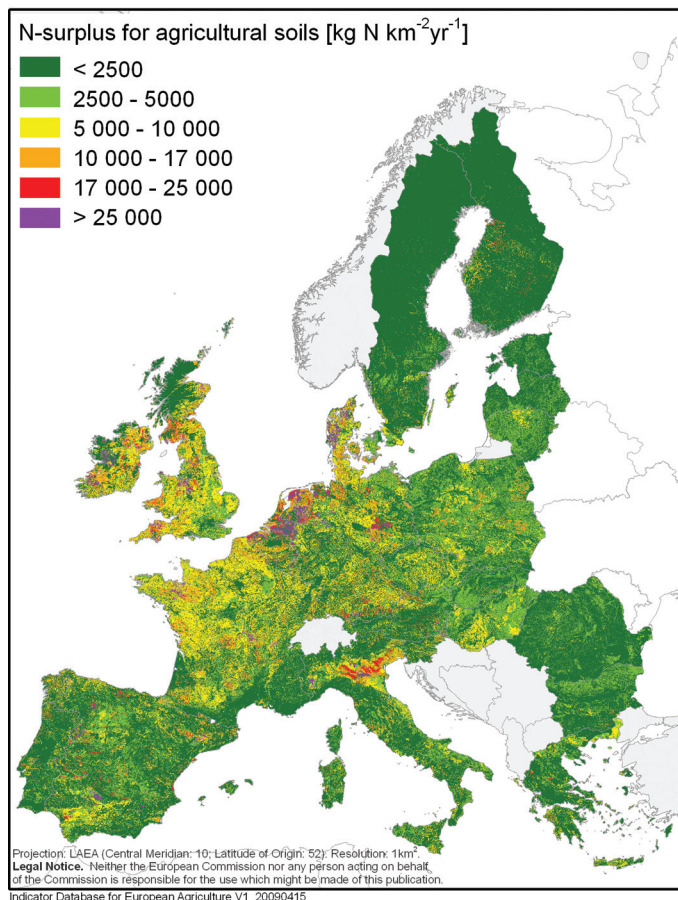 N-surplus for agricultural soils [kg N km⁻²yr⁻¹]
< 2500
2500 - 5000
5 000 - 10 000
10 000 - 17 000
17 000 - 25 000
> 25 000
Projection: LAEA (Central Meridian: 10; Latitude of Origin: 52); Resolution: 1km².
Legal Notice. Neither the European Commission nor any person acting on behalf
of the Commission is responsible for the use which might be made of this publication.
Indicator Database for European Agriculture V1_20090415